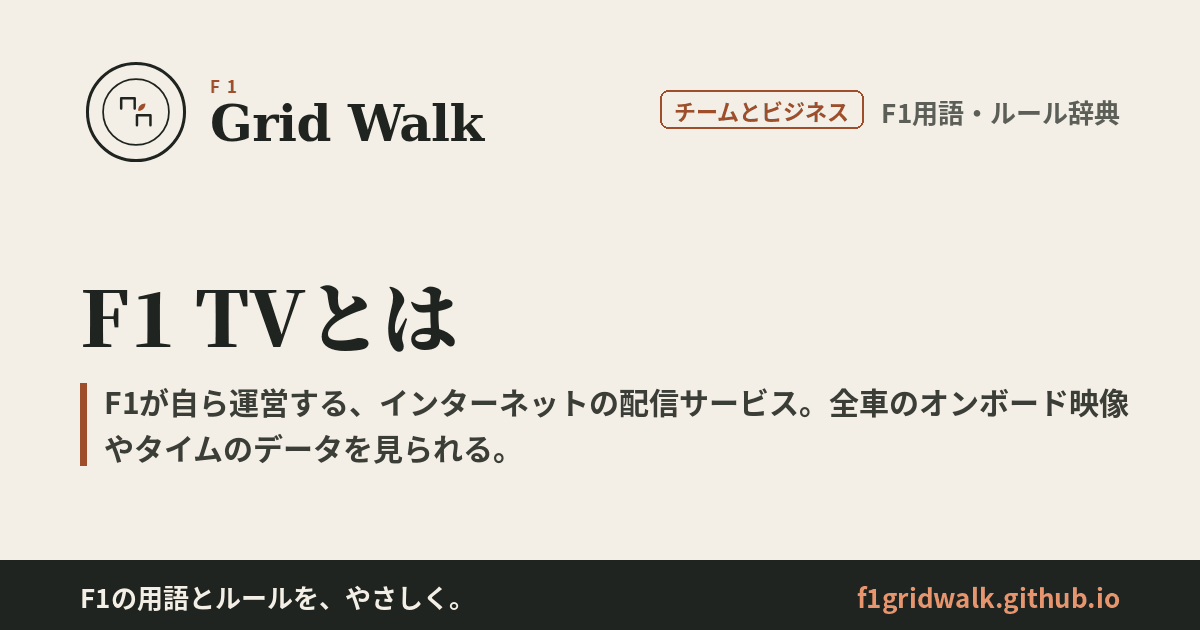 F1
Grid Walk
チームとビジネス
F1用語・ルール辞典
F1 TVとは
F1が自ら運営する、インターネットの配信サービス。全車のオンボード映像
やタイムのデータを見られる。
F1の用語とルールを、やさしく。
f1gridwalk.github.io